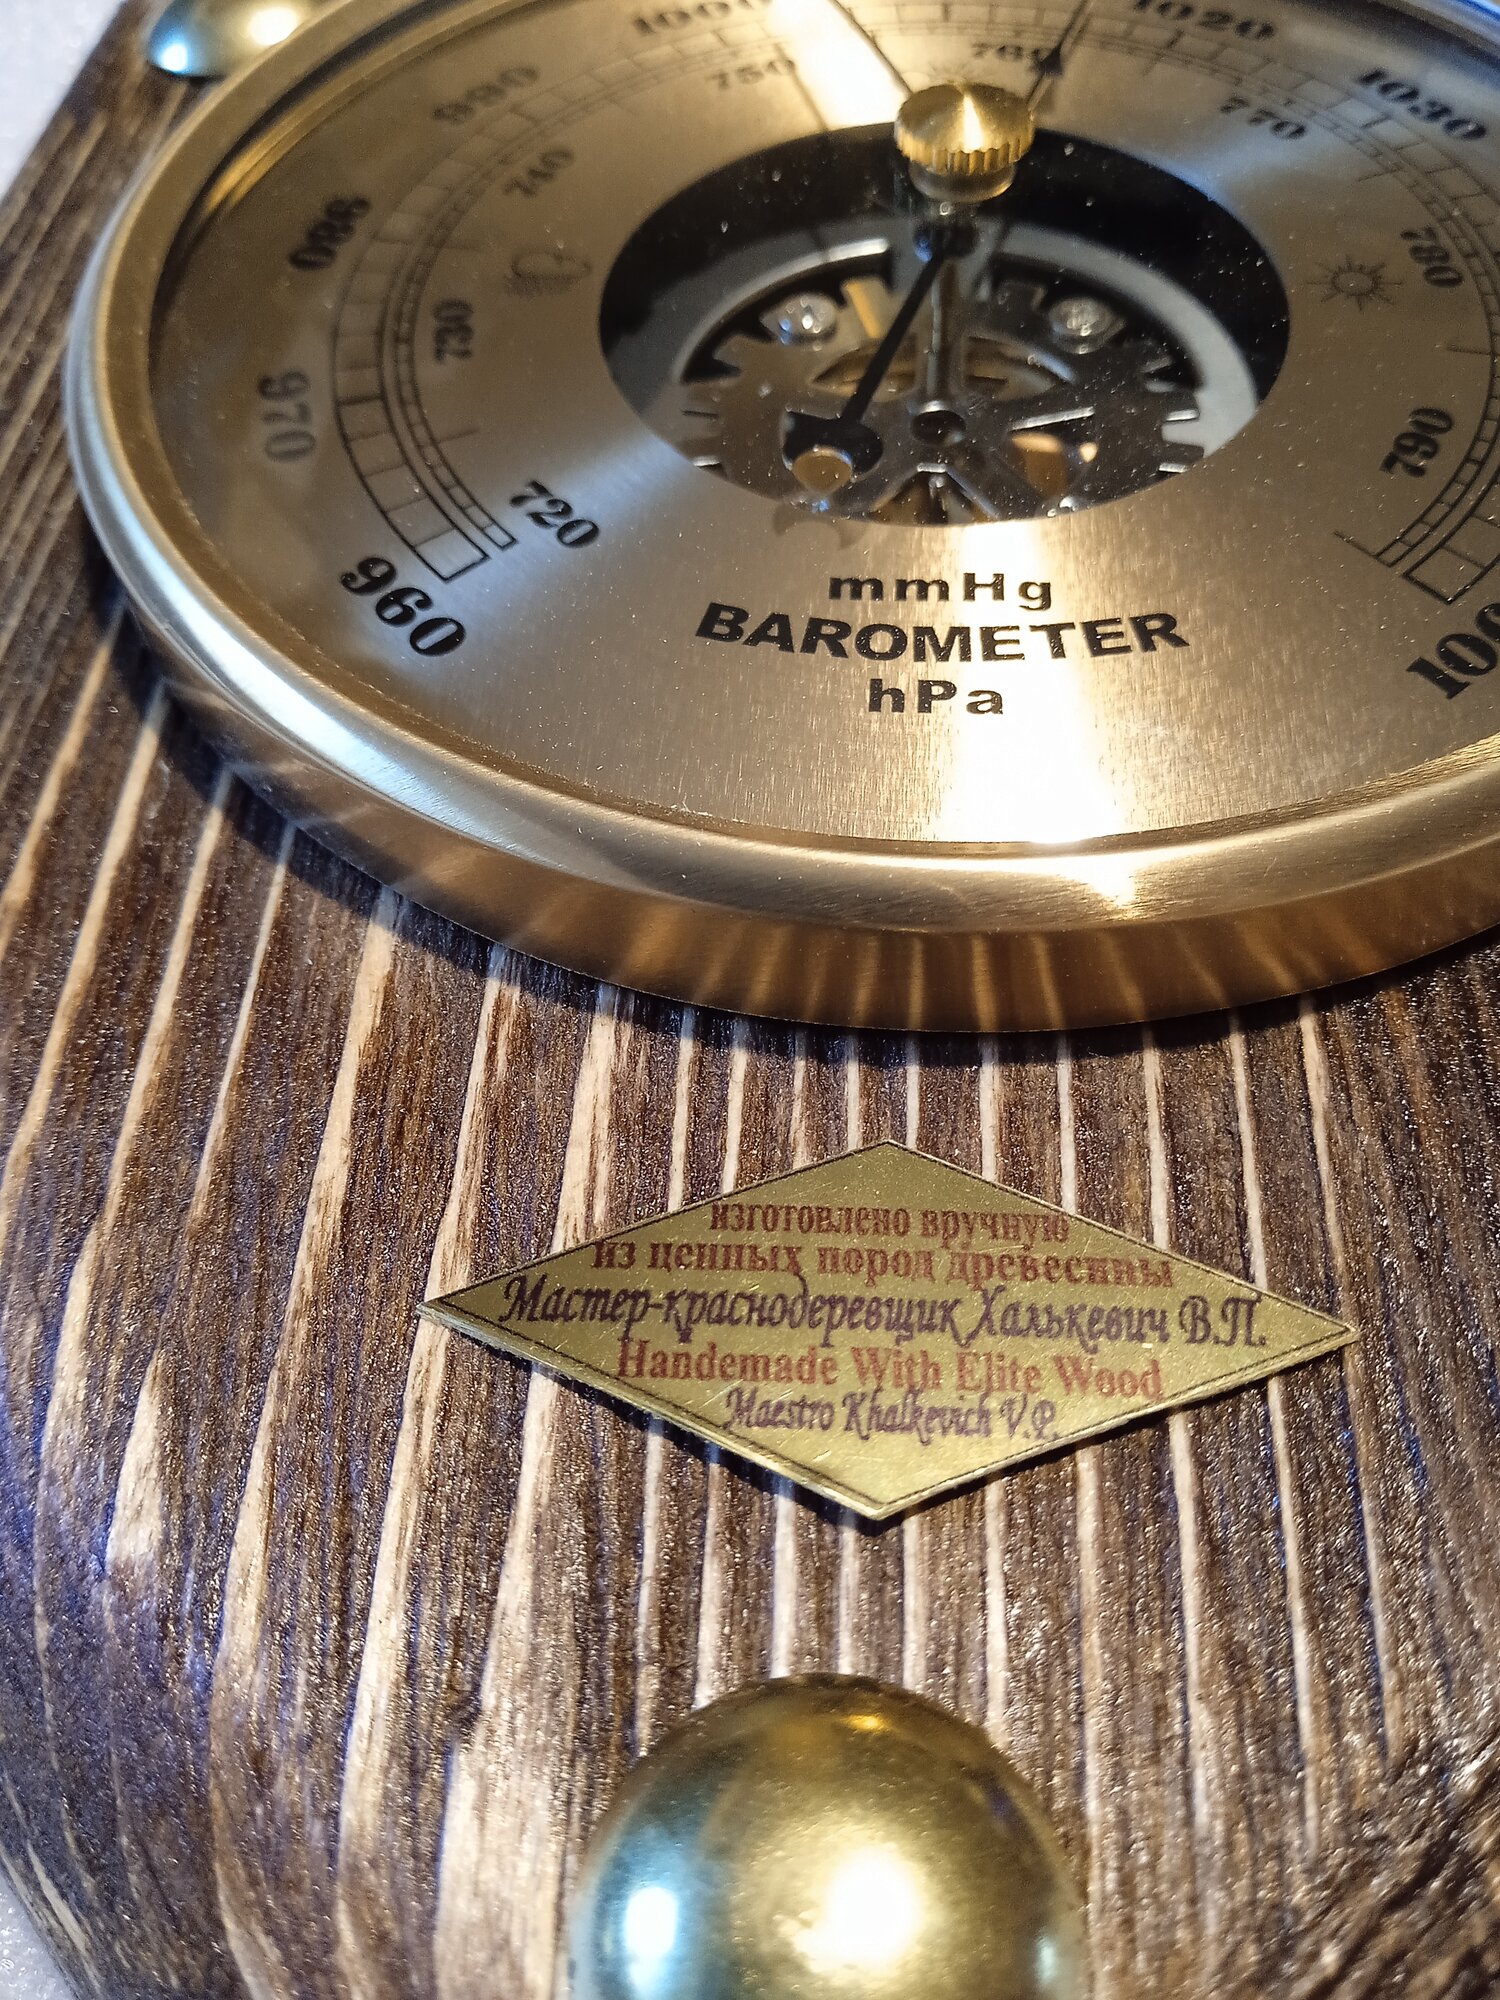 1000
1020
990
750
760
1030
770
740
980
780
730
970
790
720
960
mmHg
BAROMETER
hPa
изготовлено вручную
из ценных пород древесины
Мастер-краснодеревщик Халькевич В.П.
Handemade With Elite Wood
Maestro Khalkevich V.P.